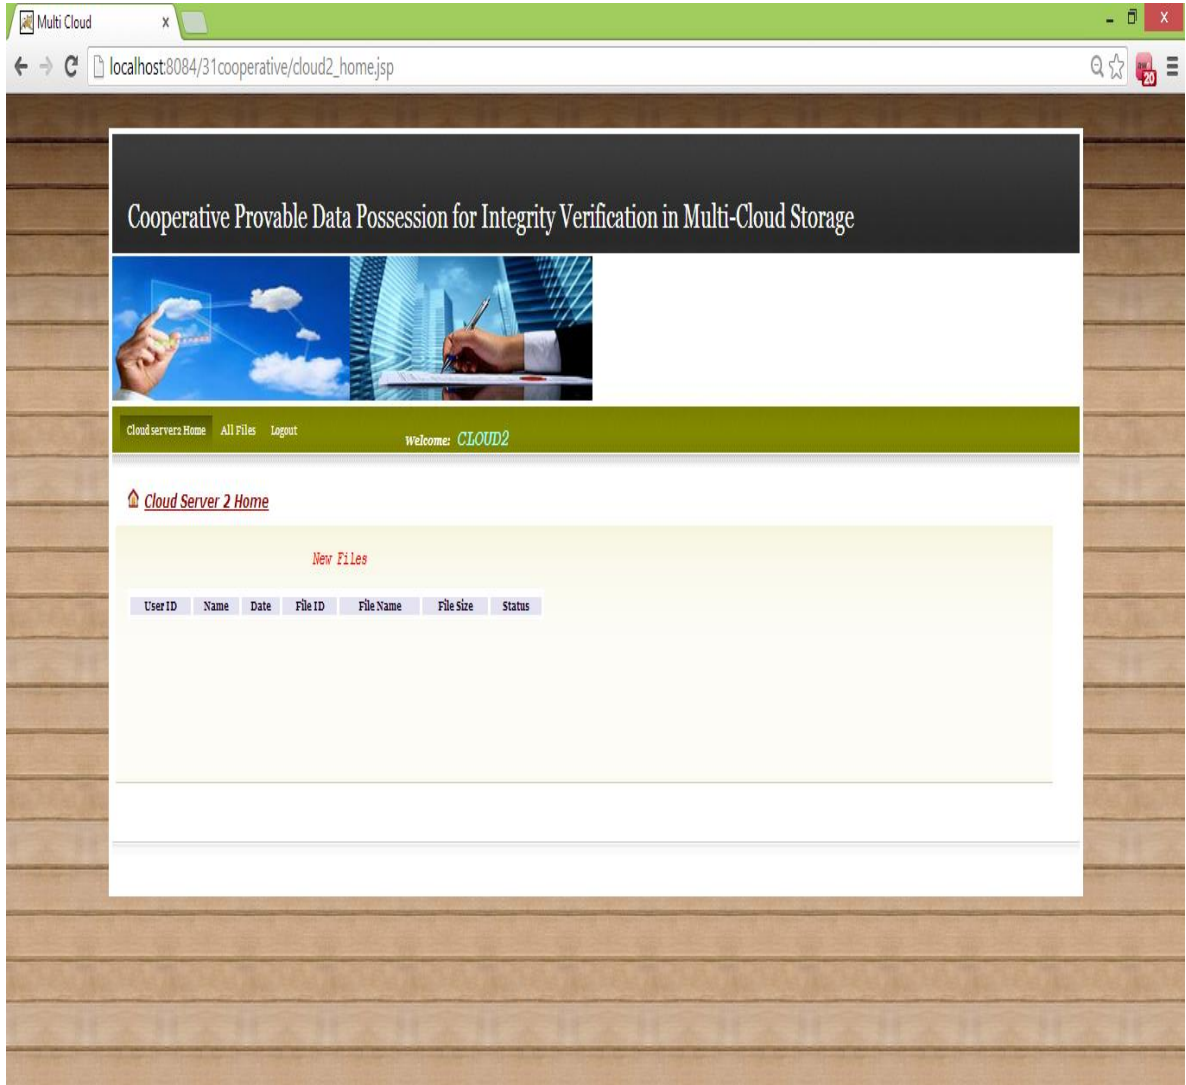 Multi Cloud
localhost:8084/31cooperative/cloud2_home.jsp
20
Cooperative Provable Data Possession for Integrity Verification in Multi-Cloud Storage
Cloud server2 Home All Files Logout Welcome: CLOUD2
Cloud Server 2 Home
New Files
User ID Name Date File ID File Name File Size Status